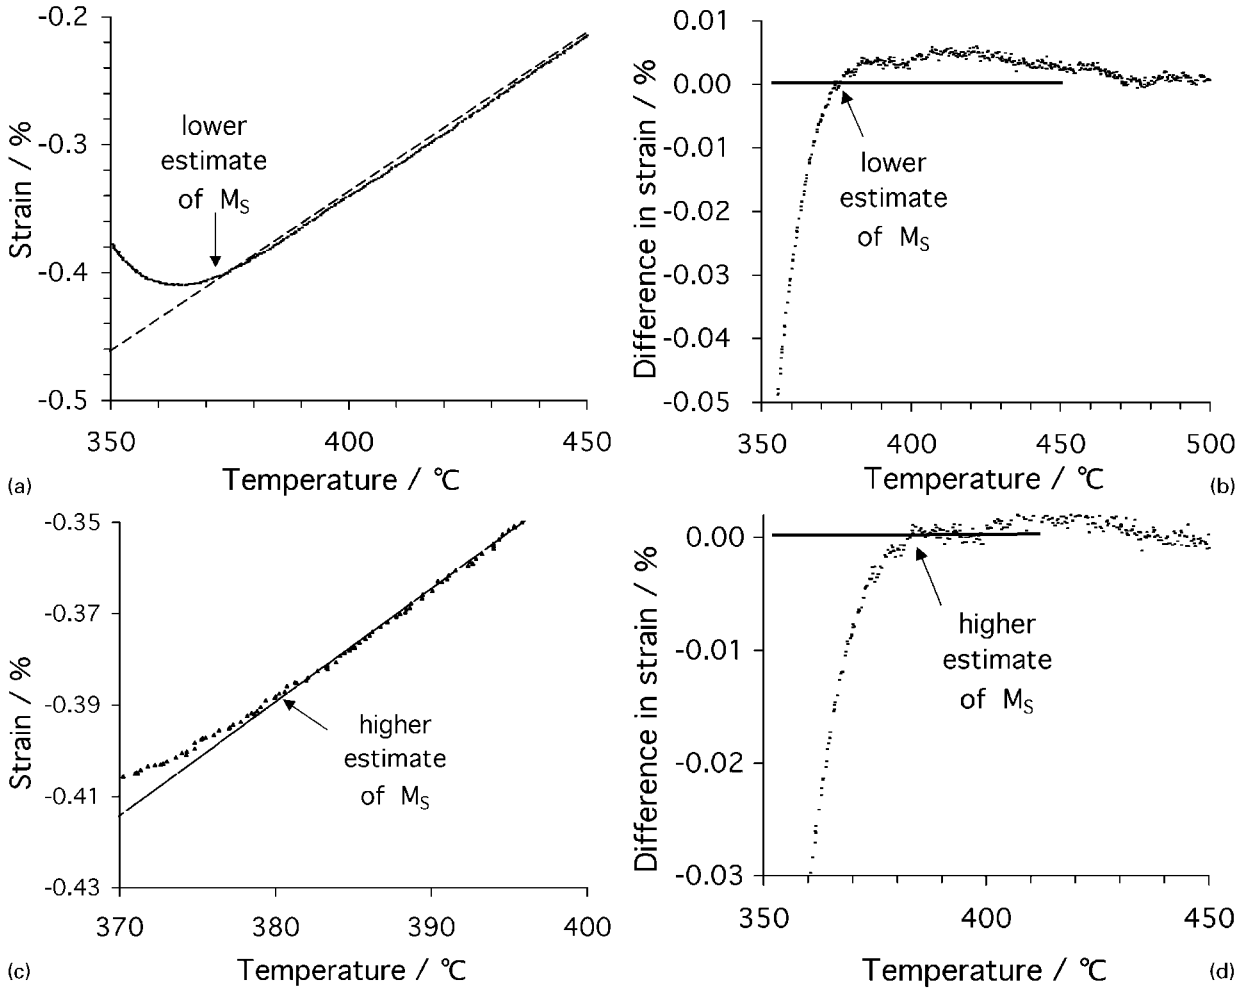 -0.2
-0.3
-0.4
-0.5
Strain / %
lower
estimate
of MS
350
400
450
Temperature / °C
(a)
0.01
0.00
-0.01
-0.02
-0.03
-0.04
-0.05
Difference in strain / %
lower
estimate
of MS
350
400
450
500
Temperature / °C
(b)
-0.35
-0.37
-0.39
-0.41
-0.43
Strain / %
higher
estimate
of MS
370
380
390
400
Temperature / °C
(c)
0.00
-0.01
-0.02
-0.03
Difference in strain / %
higher
estimate
of MS
350
400
450
Temperature / °C
(d)